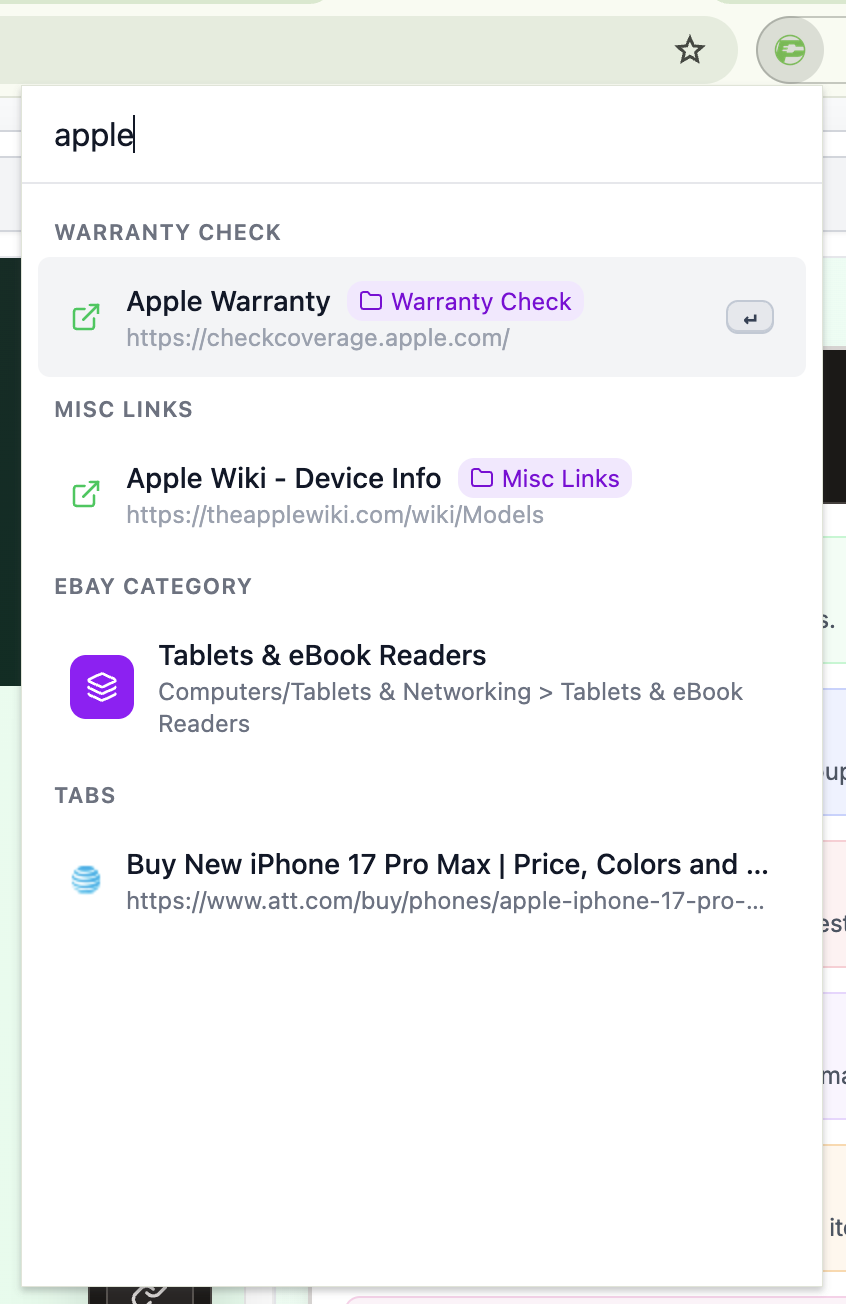 apple
WARRANTY CHECK
Apple Warranty Warranty Check
https://checkcoverage.apple.com/
MISC LINKS
Apple Wiki - Device Info Misc Links
https://theapplewiki.com/wiki/Models
EBAY CATEGORY
Tablets & eBook Readers
Computers/Tablets & Networking > Tablets & eBook
Readers
TABS
Buy New iPhone 17 Pro Max | Price, Colors and ...
https://www.att.com/buy/phones/apple-iphone-17-pro-...